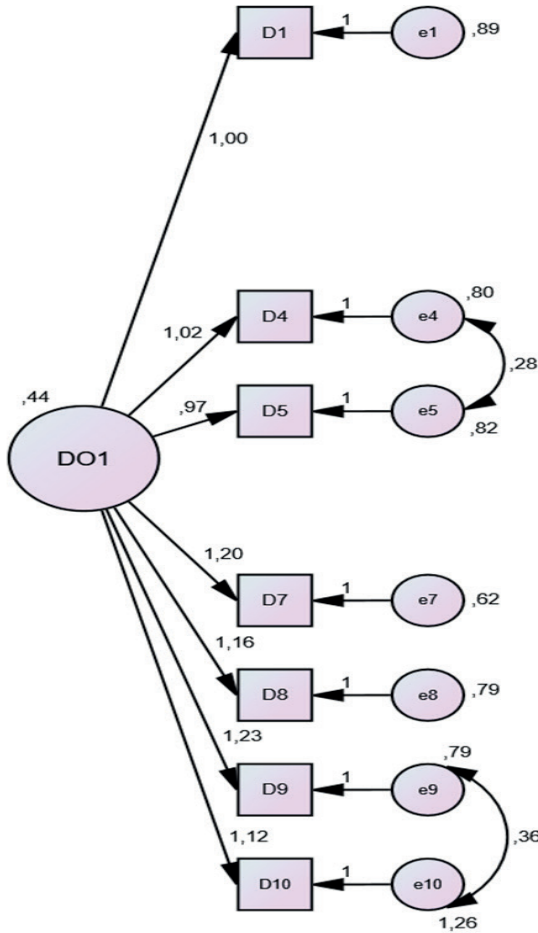 D1
1
e1
,89
1,00
D4
1
e4
,80
1,02
,28
,44
,97
D5
1
e5
,82
DO1
1,20
D7
1
e7
,62
1,16
D8
1
e8
,79
1,23
D9
1
e9
,79
1,12
,36
D10
1
e10
1,26